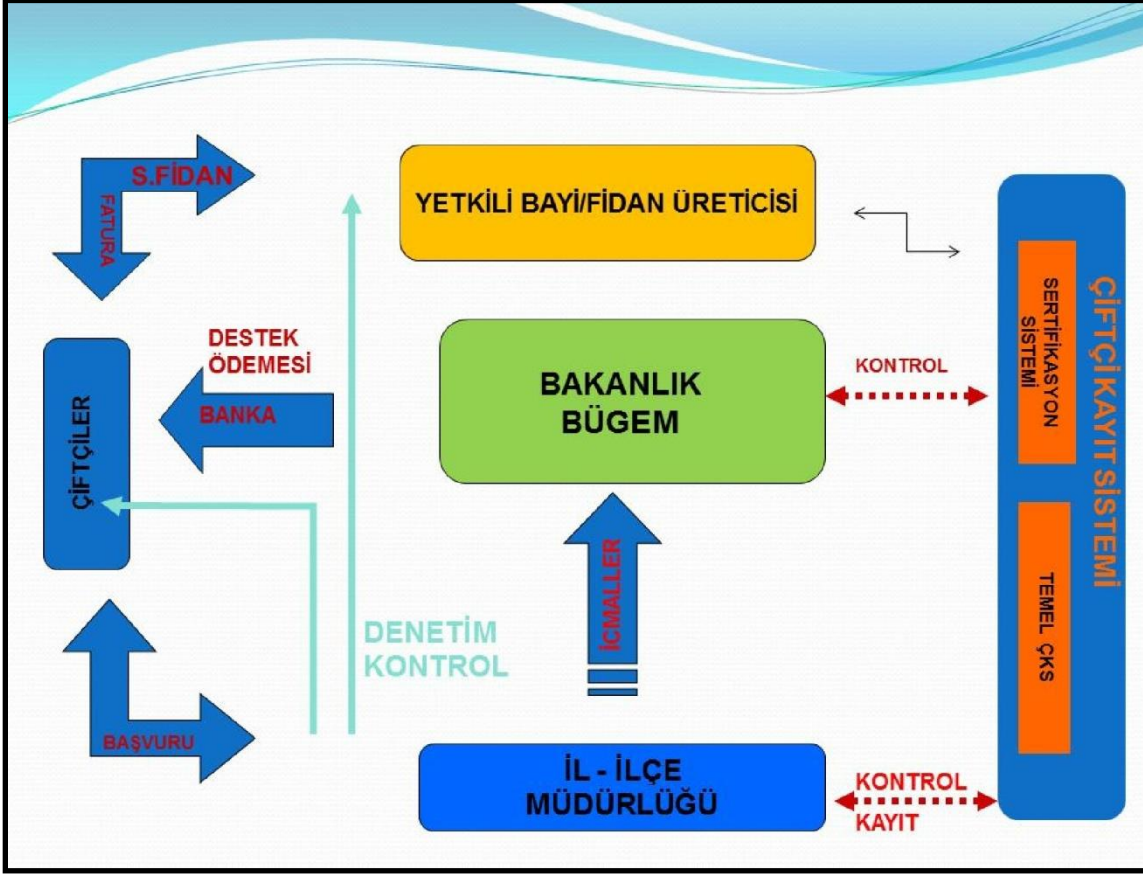 S.FİDAN
FATURA
YETKİLİ BAYİ/FİDAN ÜRETİCİSİ
DESTEK
ÖDEMESİ
BANKA
ÇİFTÇİLER
BAKANLIK
BÜGEM
KONTROL
SERTİFİKASYON
SİSTEMİ
ÇİFTÇİ KAYIT SİSTEMİ
TEMEL ÇKS
İCMALLER
DENETİM
KONTROL
BAŞVURU
İL - İLÇE
MÜDÜRLÜĞÜ
KONTROL
KAYIT